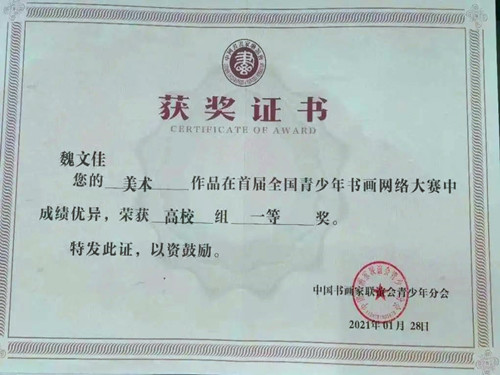 获奖证书
CERTIFICATE OF AWARD
魏文佳
您的 美术 作品在首届全国青少年书画网络大赛中
成绩优异，荣获 高校 组 一等 奖。
特发此证，以资鼓励。
中国书画家联谊会青少年分会
2021年01月28日